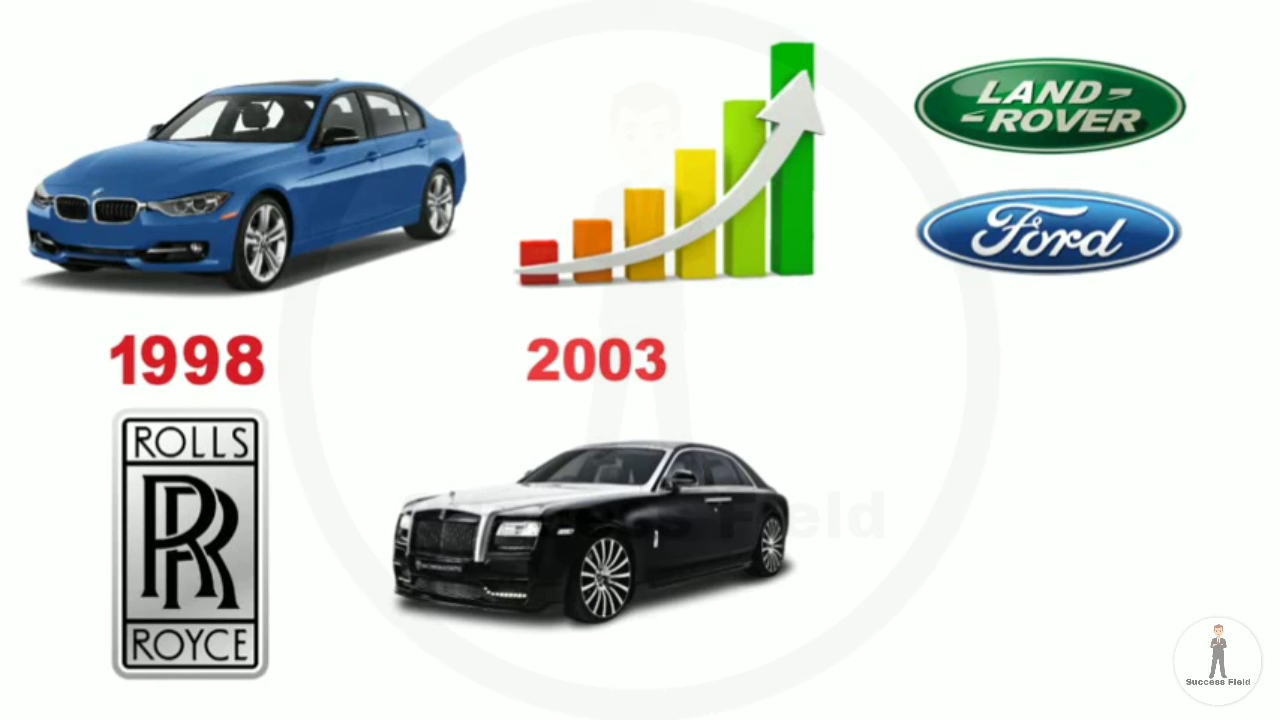 LAND-
-ROVER
Ford
1998
2003
ROLLS
RR
ROYCE
Success Field